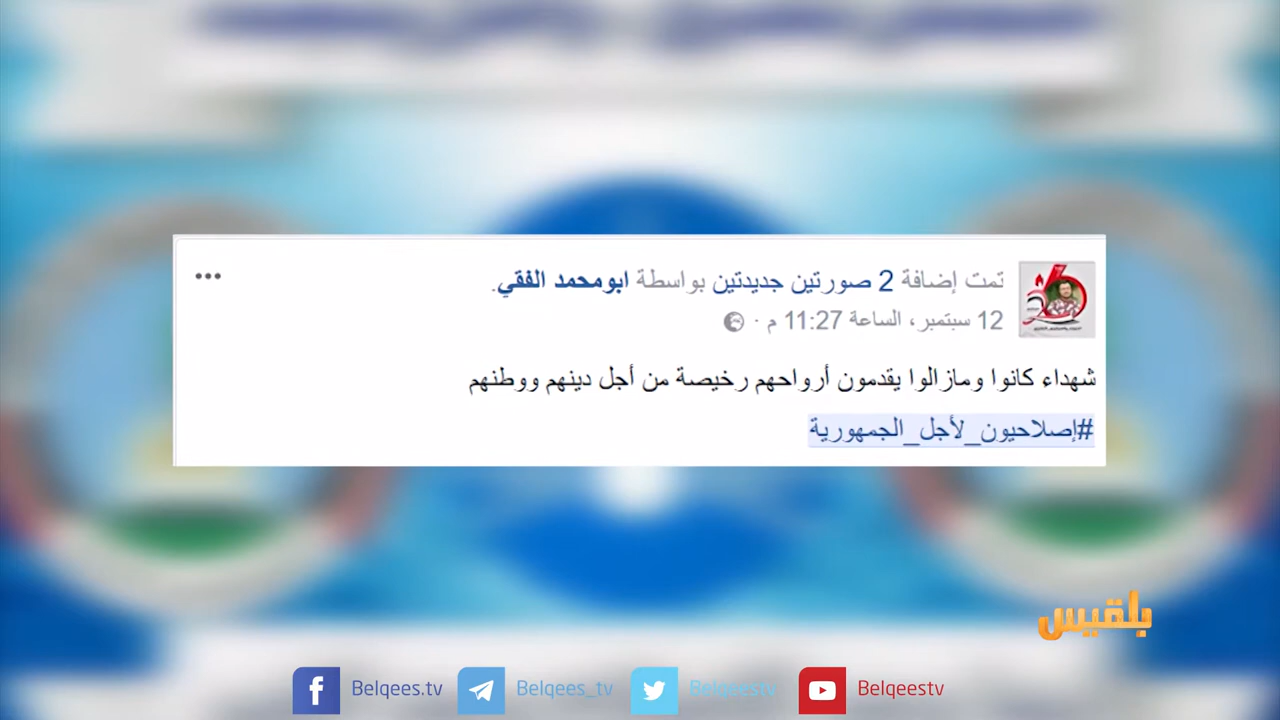 تمت إضافة 2 صورتين جديدتين بواسطة ابومحمد الفقي.
12 سبتمبر، الساعة 11:27 م ·
شهداء كانوا ومازالوا يقدمون أرواحهم رخيصة من أجل دينهم ووطنهم
#إصلاحيون_لأجل_الجمهورية
بلقيس
Belqees.tv
Belqees_tv
Belqeestv
Belqeestv